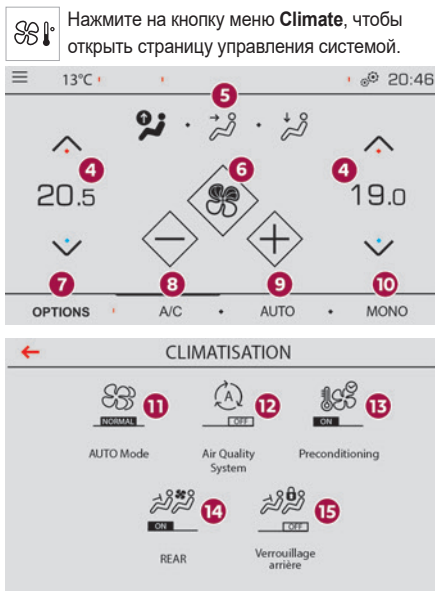 Нажмите на кнопку меню Climate, чтобы
открыть страницу управления системой.
13°C 20:46
5
4 6 4
20.5 19.0
7 8 9 10
OPTIONS A/C AUTO MONO
CLIMATISATION
11 A 12 13
NORMAL OFF ON
AUTO Mode Air Quality System Preconditioning
14 15
ON OFF
REAR Verrouillage arrière